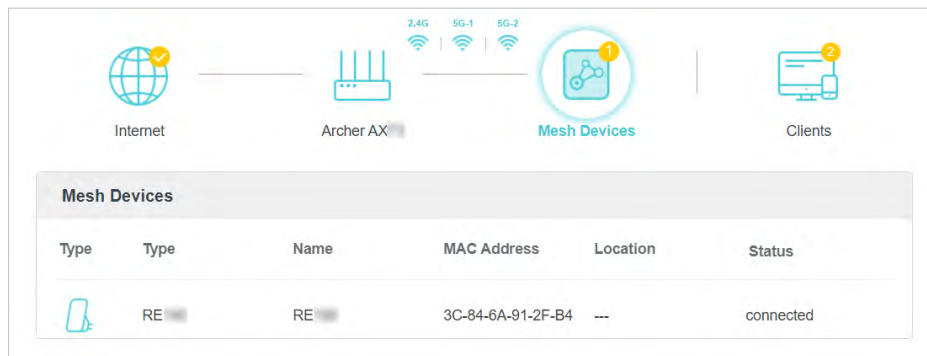 2.4G 5G-1 5G-2
1 2
Internet Archer AX Mesh Devices Clients
Mesh Devices
Type Type Name MAC Address Location Status
RE RE 3C-84-6A-91-2F-B4 --- connected